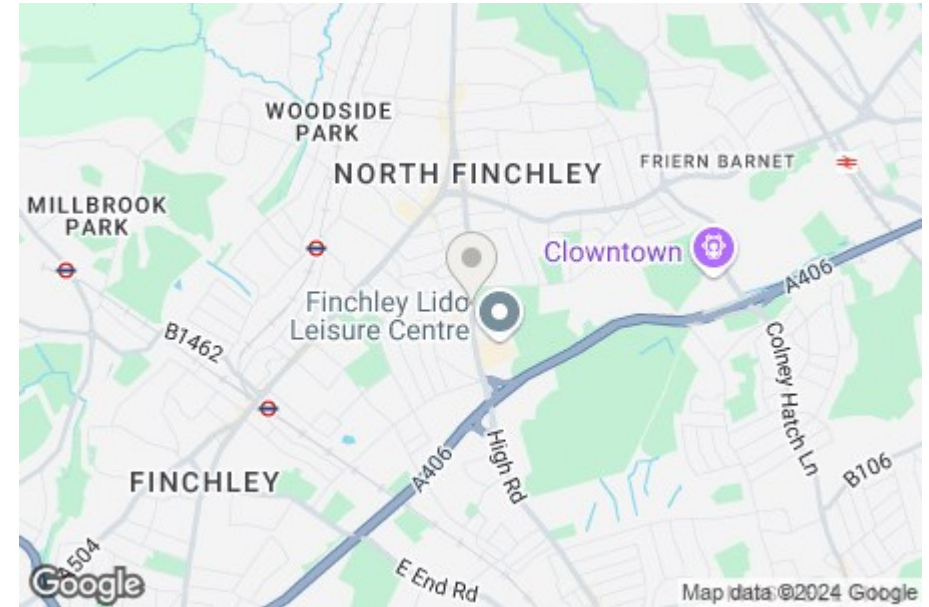 WOODSIDE
PARK
NORTH FINCHLEY
FRIERN BARNET
MILLBROOK
PARK
Clowntown
A406
Finchley Lido
Leisure Centre
B1462
Colney Hatch Ln
High Rd
A406
B106
FINCHLEY
A504
E End Rd
Google
Map data ©2024 Google